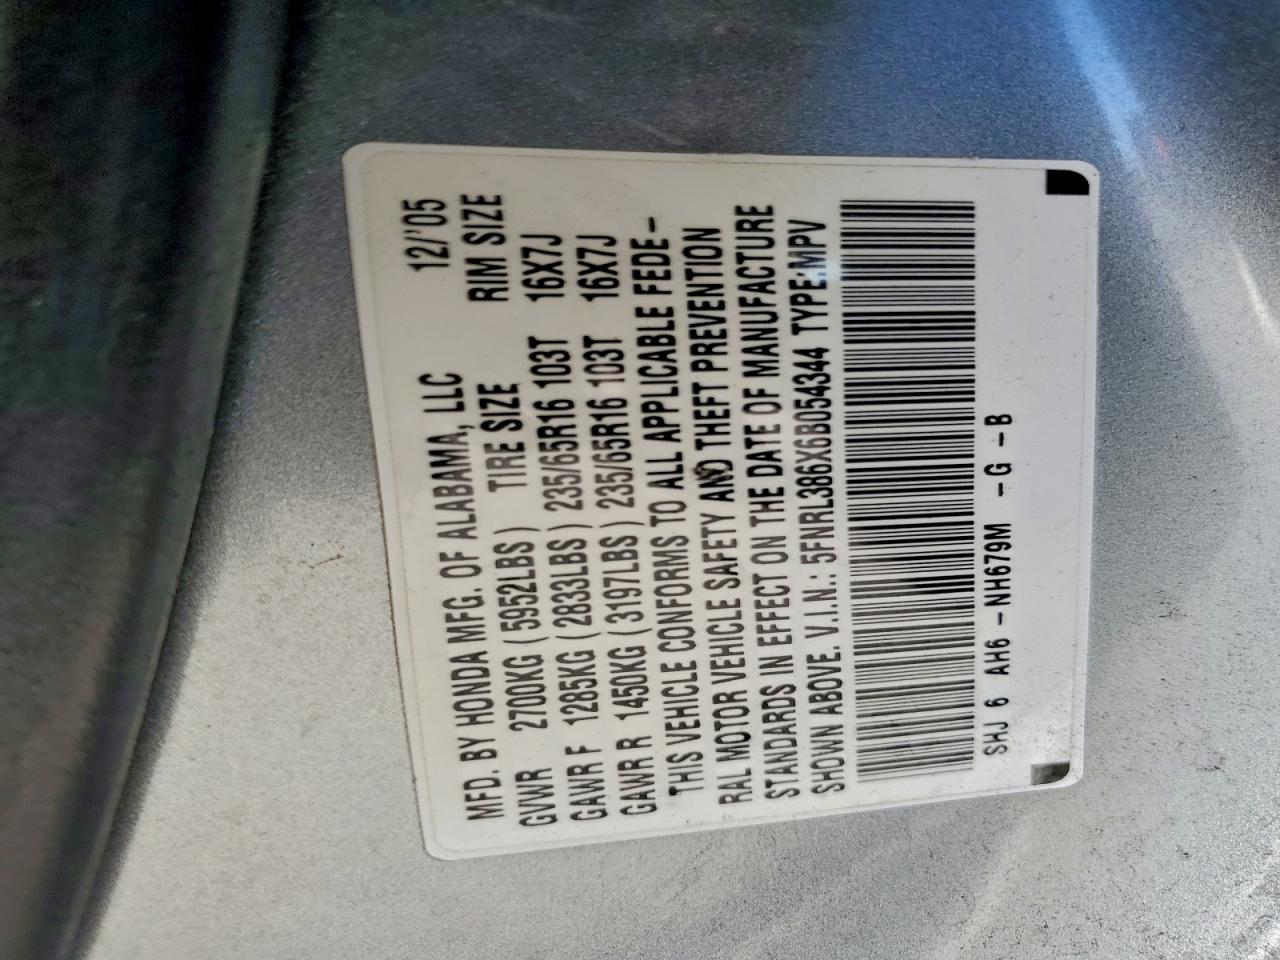 MFD. BY HONDA MFG. OF ALABAMA, LLC 12/'05
GVWR 2700KG (5952LBS) TIRE SIZE RIM SIZE
GAWR F 1285KG (2833LBS) 235/65R16 103T 16X7J
GAWR R 1450KG (3197LBS) 235/65R16 103T 16X7J
THIS VEHICLE CONFORMS TO ALL APPLICABLE FEDE-
RAL MOTOR VEHICLE SAFETY AND THEFT PREVENTION
STANDARDS IN EFFECT ON THE DATE OF MANUFACTURE
SHOWN ABOVE. V.I.N.: 5FNRL386X6B054344 TYPE:MPV
SHJ 6 AH6 -NH679M -G -B